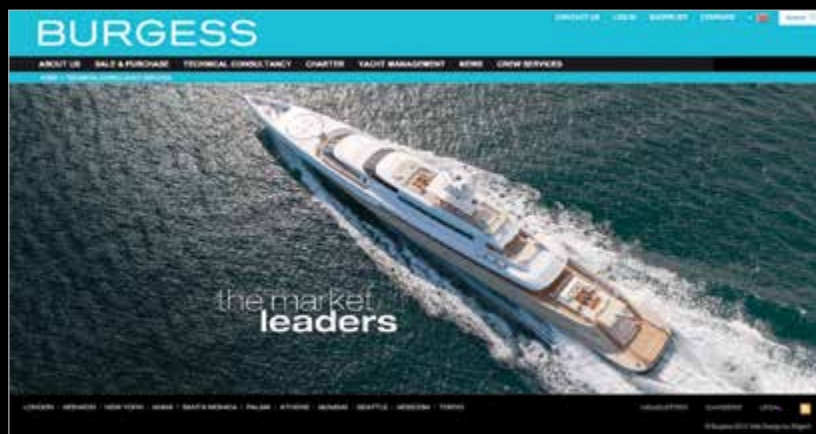 BURGESS
CONTACT US LOG IN SHORTLIST COMPARE
ABOUT US SALE & PURCHASE TECHNICAL CONSULTANCY CHARTER YACHT MANAGEMENT NEWS CREW SERVICES
the market
leaders
LONDON MONACO NEW YORK MIAMI SANTA MONICA PALMA ATHENS MUMBAI SEATTLE MOSCOW TOKYO
NEWSLETTER CAREERS LEGAL